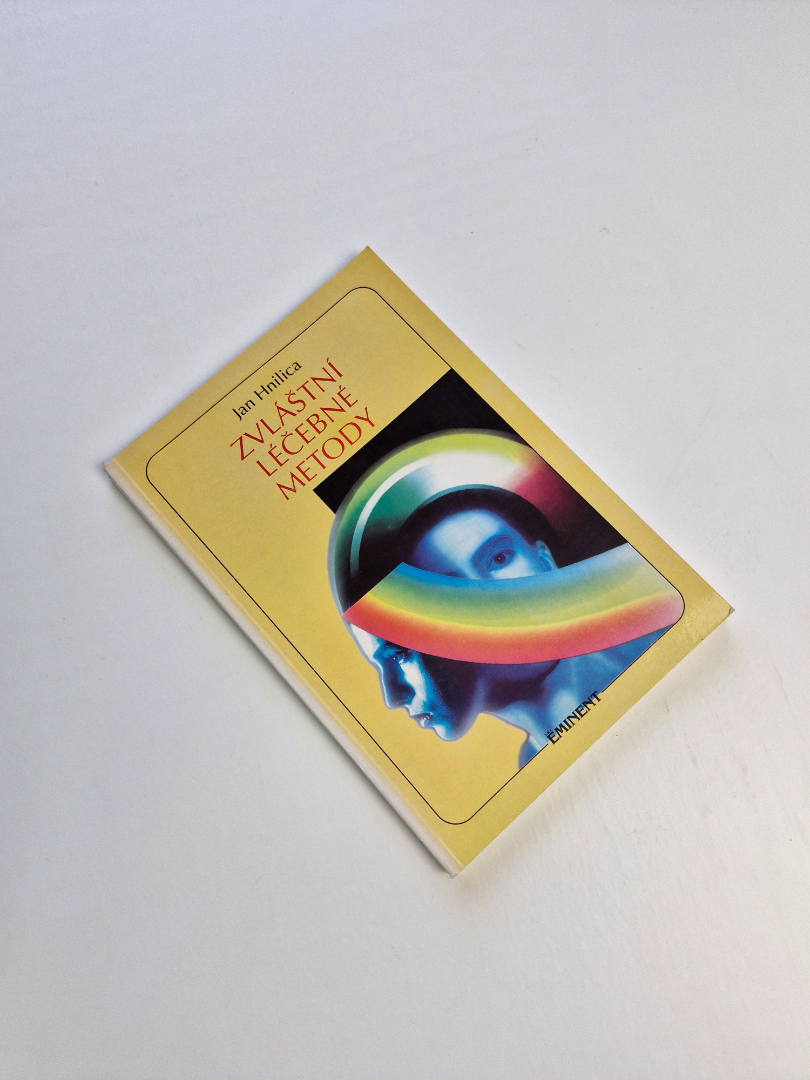 Jan Hnilica
ZVLÁŠTNÍ
LÉČEBNÉ
METODY
EMINENT